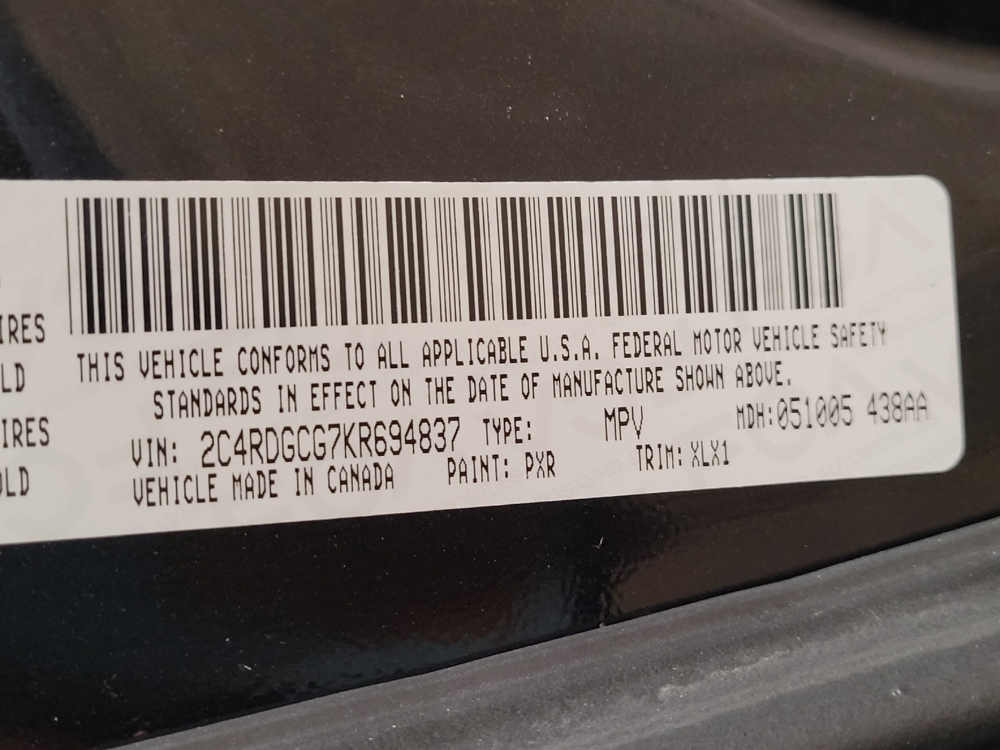 IRES
LD
IRES
OLD
THIS VEHICLE CONFORMS TO ALL APPLICABLE U.S.A. FEDERAL MOTOR VEHICLE SAFETY
STANDARDS IN EFFECT ON THE DATE OF MANUFACTURE SHOWN ABOVE.
VIN: 2C4RDGCG7KR694837 TYPE: MPV MDH:051005 438AA
VEHICLE MADE IN CANADA PAINT: PXR TRIM: XLX1